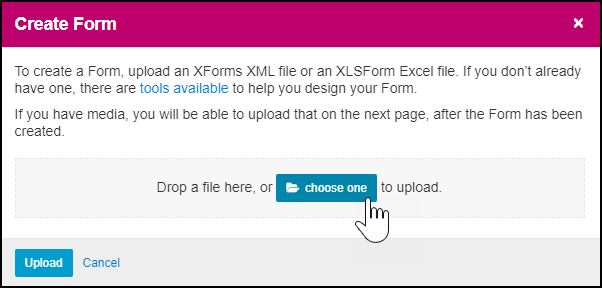 Create Form ×
To create a Form, upload an XForms XML file or an XLSForm Excel file. If you don’t already
have one, there are tools available to help you design your Form.
If you have media, you will be able to upload that on the next page, after the Form has been
created.
Drop a file here, or choose one to upload.
Upload Cancel